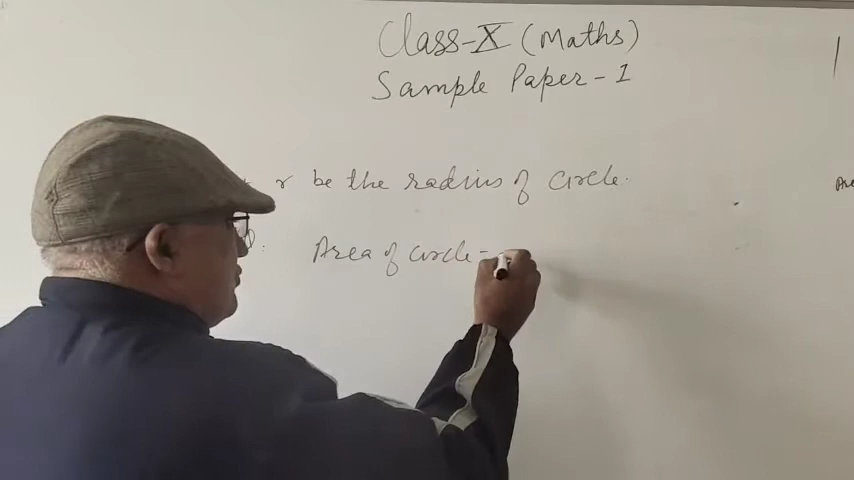 Class-X (Maths)
Sample Paper-1
r be the radius of circle.
Area of circle =